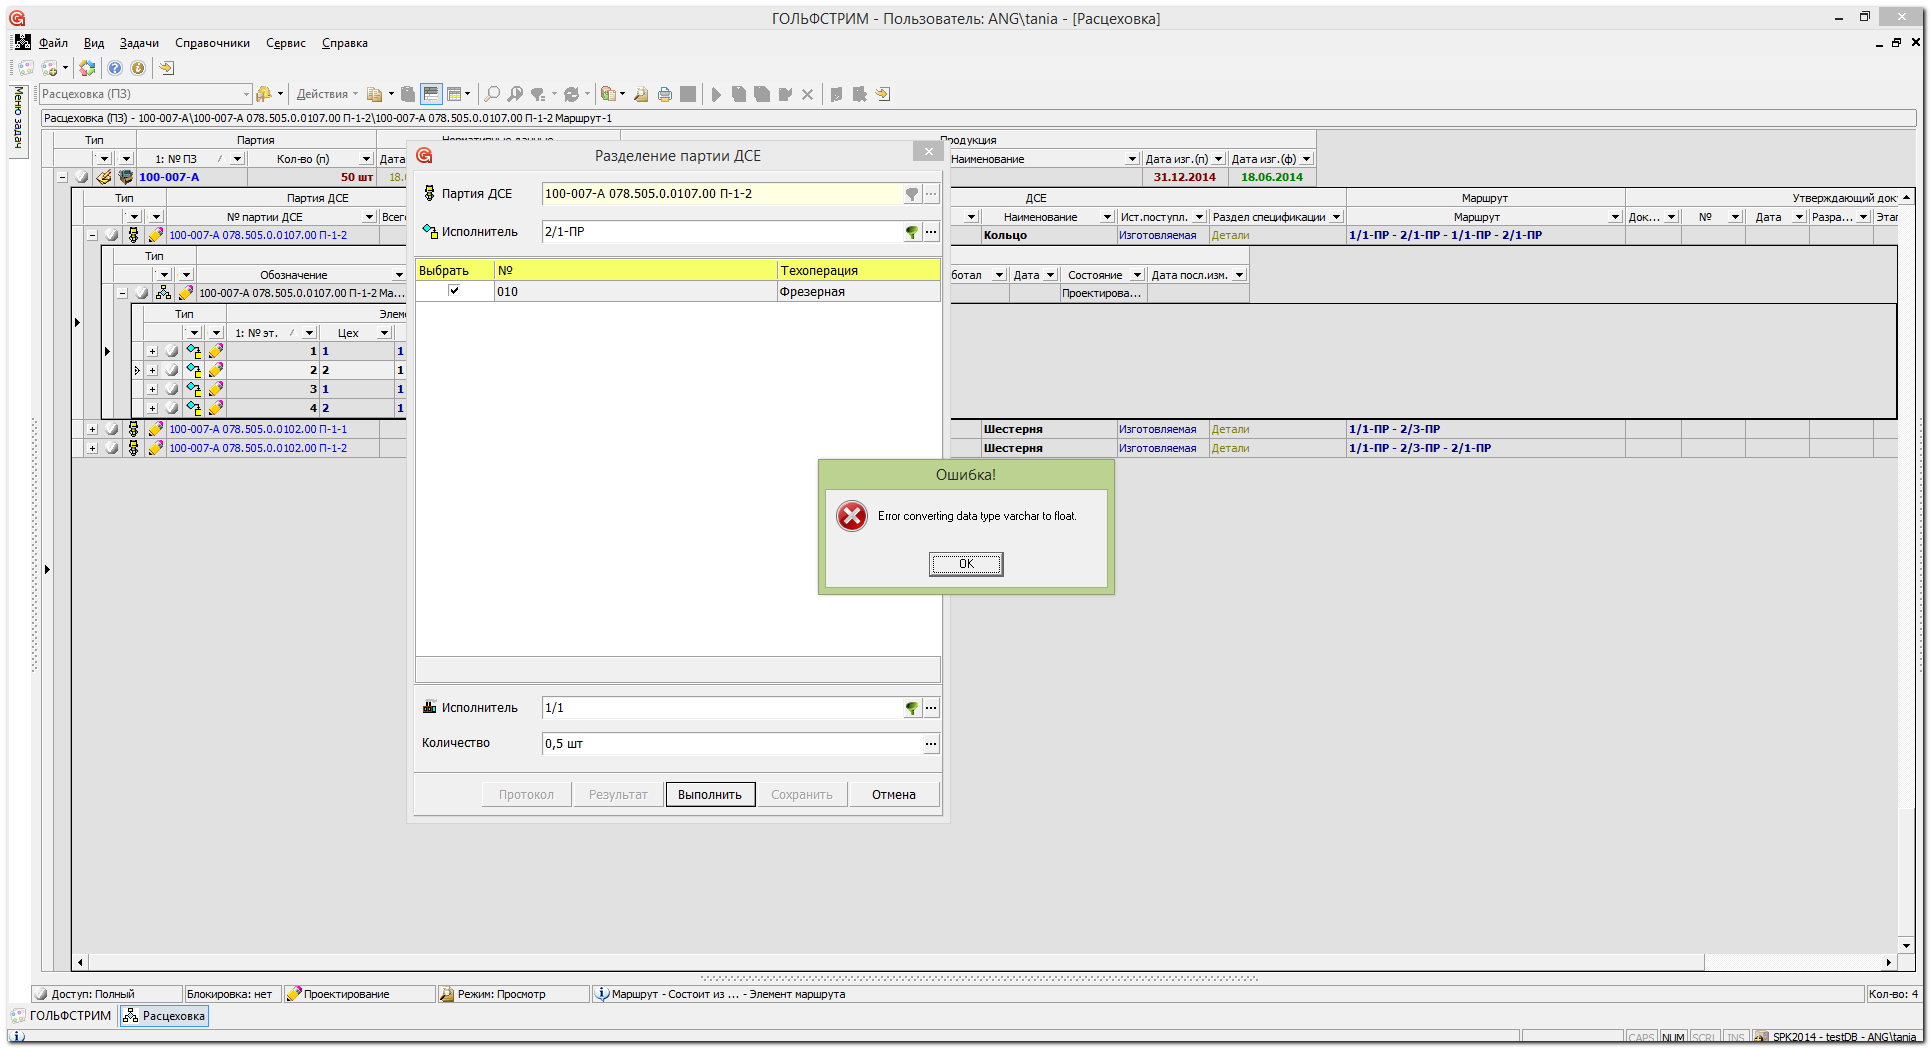 ГОЛЬФСТРИМ - Пользователь: ANG\tania - [Расцеховка]
Файл Вид Задачи Справочники Сервис Справка
Расцеховка (ПЗ) Действия
Меню задач
Расцеховка (ПЗ) - 100-007-А\100-007-А 078.505.0.0107.00 П-1-2\100-007-А 078.505.0.0107.00 П-1-2 Маршрут-1
Тип Партия Нормативные данные Продукция
1: № ПЗ Кол-во (п) Дата Наименование Дата изг.(п) Дата изг.(ф)
100-007-А 50 шт 18.0 31.12.2014 18.06.2014
Тип Партия ДСЕ ДСЕ Маршрут Утверждающий док
№ партии ДСЕ Всег Наименование Ист.поступл. Раздел спецификации Маршрут Док... № Дата Разра... Этап
100-007-А 078.505.0.0107.00 П-1-2 Кольцо Изготовляемая Детали 1/1-ПР - 2/1-ПР - 1/1-ПР - 2/1-ПР
Тип
Обозначение ботал Дата Состояние Дата посл.изм.
100-007-А 078.505.0.0107.00 П-1-2 Ма... Проектирова...
Тип Элем
1: № эт. Цех
1 1 1
2 2 1
3 1 1
4 2 1
100-007-А 078.505.0.0102.00 П-1-1 Шестерня Изготовляемая Детали 1/1-ПР - 2/3-ПР
100-007-А 078.505.0.0102.00 П-1-2 Шестерня Изготовляемая Детали 1/1-ПР - 2/3-ПР - 2/1-ПР
Разделение партии ДСЕ
Партия ДСЕ 100-007-А 078.505.0.0107.00 П-1-2
Исполнитель 2/1-ПР
Выбрать № Техоперация
010 Фрезерная
Исполнитель 1/1
Количество 0,5 шт
Протокол Результат Выполнить Сохранить Отмена
Ошибка!
Error converting data type varchar to float.
OK
Доступ: Полный Блокировка: нет Проектирование Режим: Просмотр Маршрут - Состоит из ... - Элемент маршрута Кол-во: 4
ГОЛЬФСТРИМ Расцеховка
CAPS NUM SCRL INS SPK2014 - testDB - ANG\tania